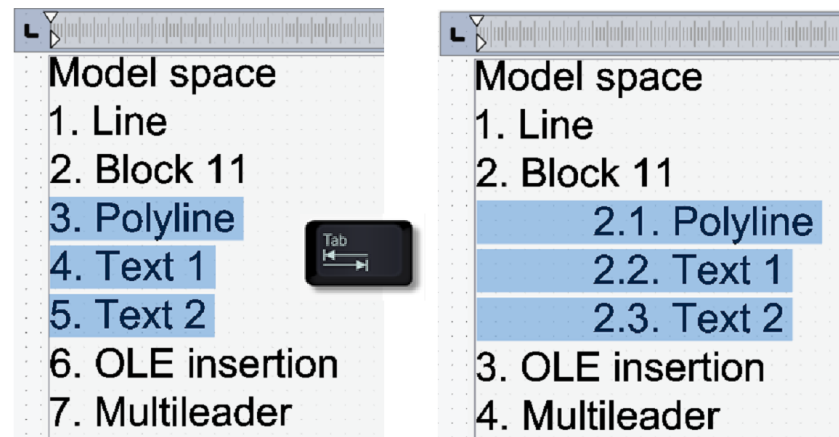 Model space
1. Line
2. Block 11
3. Polyline
4. Text 1
5. Text 2
6. OLE insertion
7. Multileader
Tab
Model space
1. Line
2. Block 11
2.1. Polyline
2.2. Text 1
2.3. Text 2
3. OLE insertion
4. Multileader